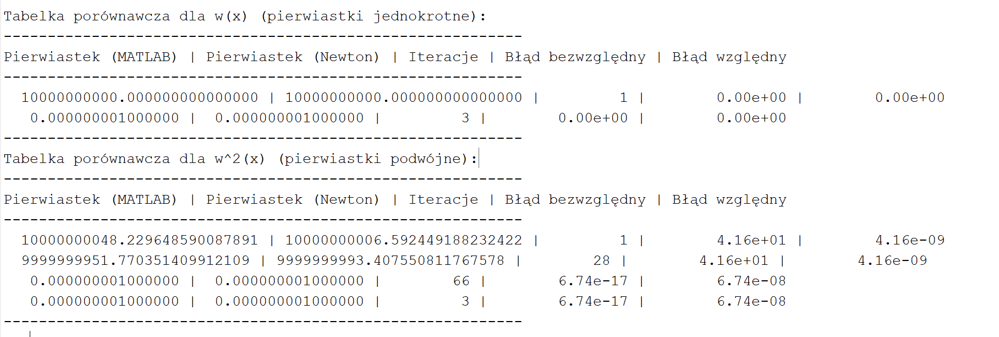 Tabelka porównawcza dla w(x) (pierwiastki jednokrotne):
-----------------------------------------------------------
Pierwiastek (MATLAB) | Pierwiastek (Newton) | Iteracje | Błąd bezwzględny | Błąd względny
-----------------------------------------------------------
10000000000.000000000000000 | 10000000000.000000000000000 | 1 | 0.00e+00 | 0.00e+00
0.000000001000000 | 0.000000001000000 | 3 | 0.00e+00 | 0.00e+00
-----------------------------------------------------------
Tabelka porównawcza dla w^2(x) (pierwiastki podwójne):
-----------------------------------------------------------
Pierwiastek (MATLAB) | Pierwiastek (Newton) | Iteracje | Błąd bezwzględny | Błąd względny
-----------------------------------------------------------
10000000048.229648590087891 | 10000000006.592449188232422 | 1 | 4.16e+01 | 4.16e-09
9999999951.770351409912109 | 9999999993.407550811767578 | 28 | 4.16e+01 | 4.16e-09
0.000000001000000 | 0.000000001000000 | 66 | 6.74e-17 | 6.74e-08
0.000000001000000 | 0.000000001000000 | 3 | 6.74e-17 | 6.74e-08
-----------------------------------------------------------